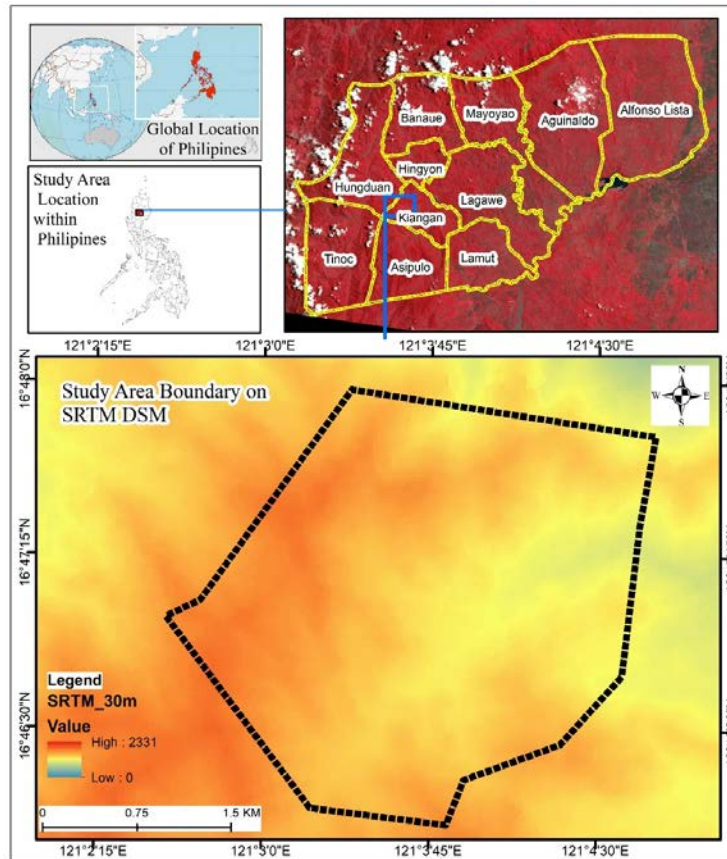 Global Location
of Philipines
Study Area
Location
within
Philipines
Banaue
Mayoyao
Aguinaldo
Alfonso Lista
Hingyon
Hungduan
Lagawe
Kiangan
Tinoc
Asipulo
Lamut
121°2'15"E
121°3'0"E
121°3'45"E
121°4'30"E
16°48'0"N
16°47'15"N
16°46'30"N
Study Area Boundary on
SRTM DSM
N
W
E
S
Legend
SRTM_30m
Value
High : 2331
Low : 0
0
0.75
1.5 KM
121°2'15"E
121°3'0"E
121°3'45"E
121°4'30"E